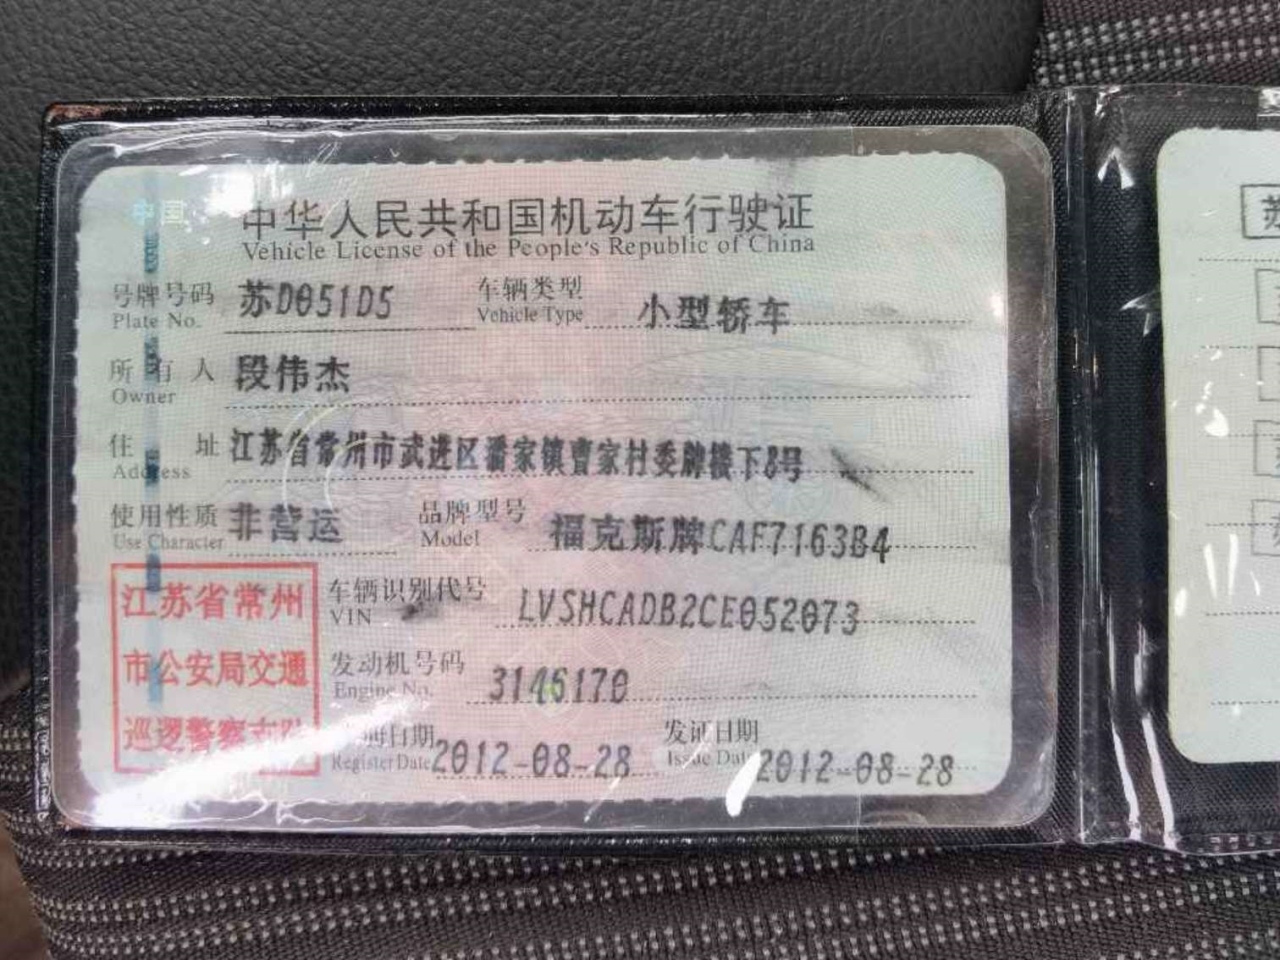 中国
中华人民共和国机动车行驶证
Vehicle License of the People's Republic of China
号牌号码 苏D051D5 车辆类型 小型轿车
Plate No. Vehicle Type
所有人 段伟杰
Owner
住址 江苏省常州市武进区潘家镇曹家村委牌楼下8号
Address
使用性质 非营运 品牌型号 福克斯牌CAF7163B4
Use Character Model
江苏省常州
市公安局交通
巡逻警察支队
车辆识别代号 LVSHCADB2CE052073
VIN
发动机号码 3146170
Engine No.
注册日期 2012-08-28 发证日期 2012-08-28
Register Date Issue Date
苏